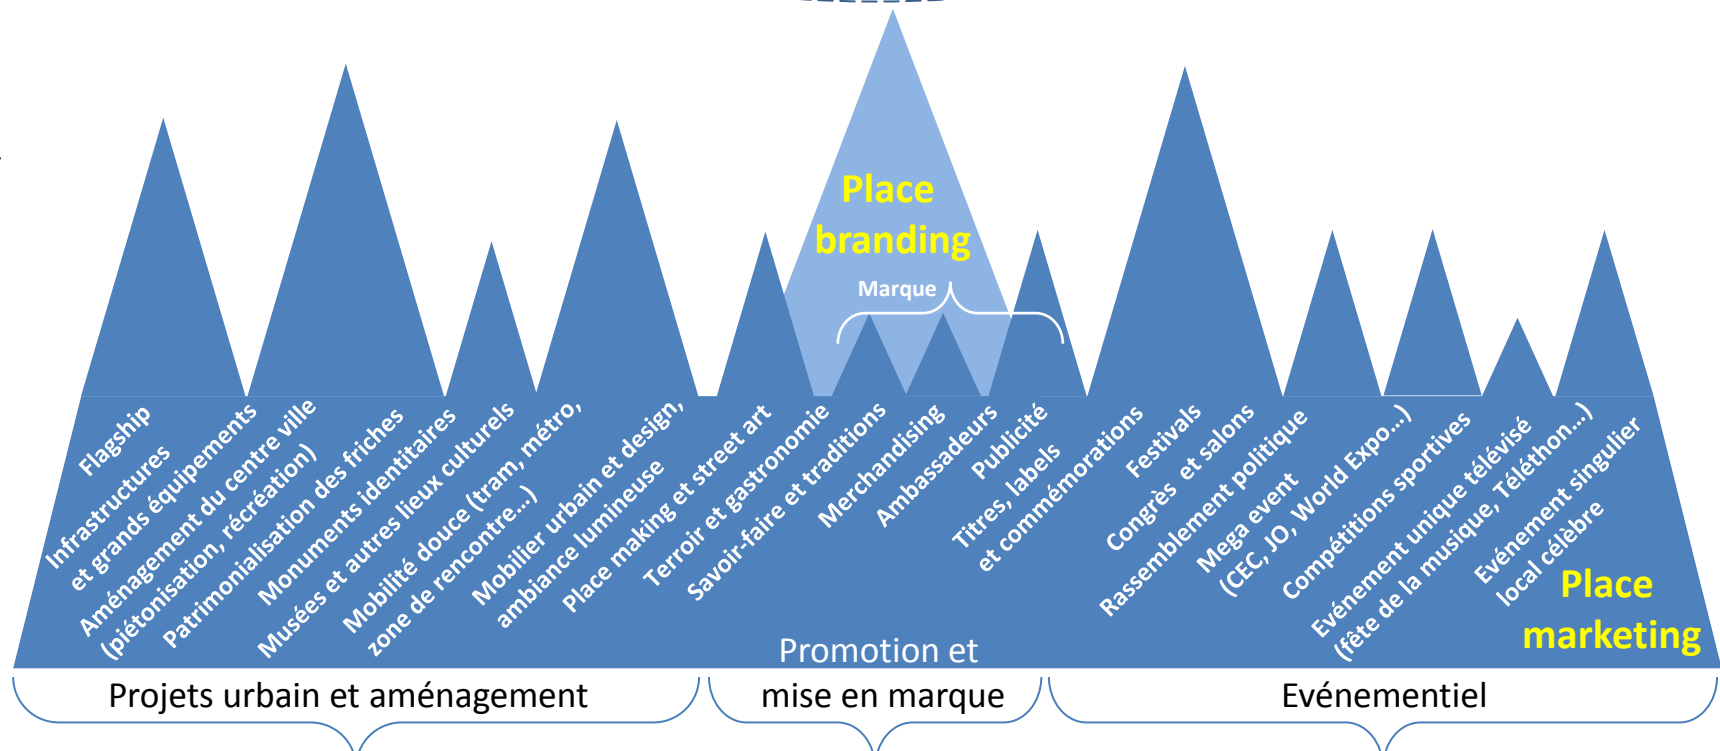 Place
branding
Marque
Flagship
Infrastructures
et grands équipements
Aménagement du centre ville
(piétonisation, récréation)
Patrimonialisation des friches
Monuments identitaires
Musées et autres lieux culturels
Mobilité douce (tram, métro,
zone de rencontre...)
Mobilier urbain et design,
ambiance lumineuse
Place making et street art
Terroir et gastronomie
Savoir-faire et traditions
Merchandising
Ambassadeurs
Publicité
Titres, labels
et commémorations
Festivals
Congrès et salons
Rassemblement politique
Mega event
(CEC, JO, World Expo...)
Compétitions sportives
Evénement unique télévisé
(fête de la musique, Téléthon...)
Evénement singulier
local célèbre
Place
marketing
Projets urbain et aménagement
Promotion et
mise en marque
Evénementiel